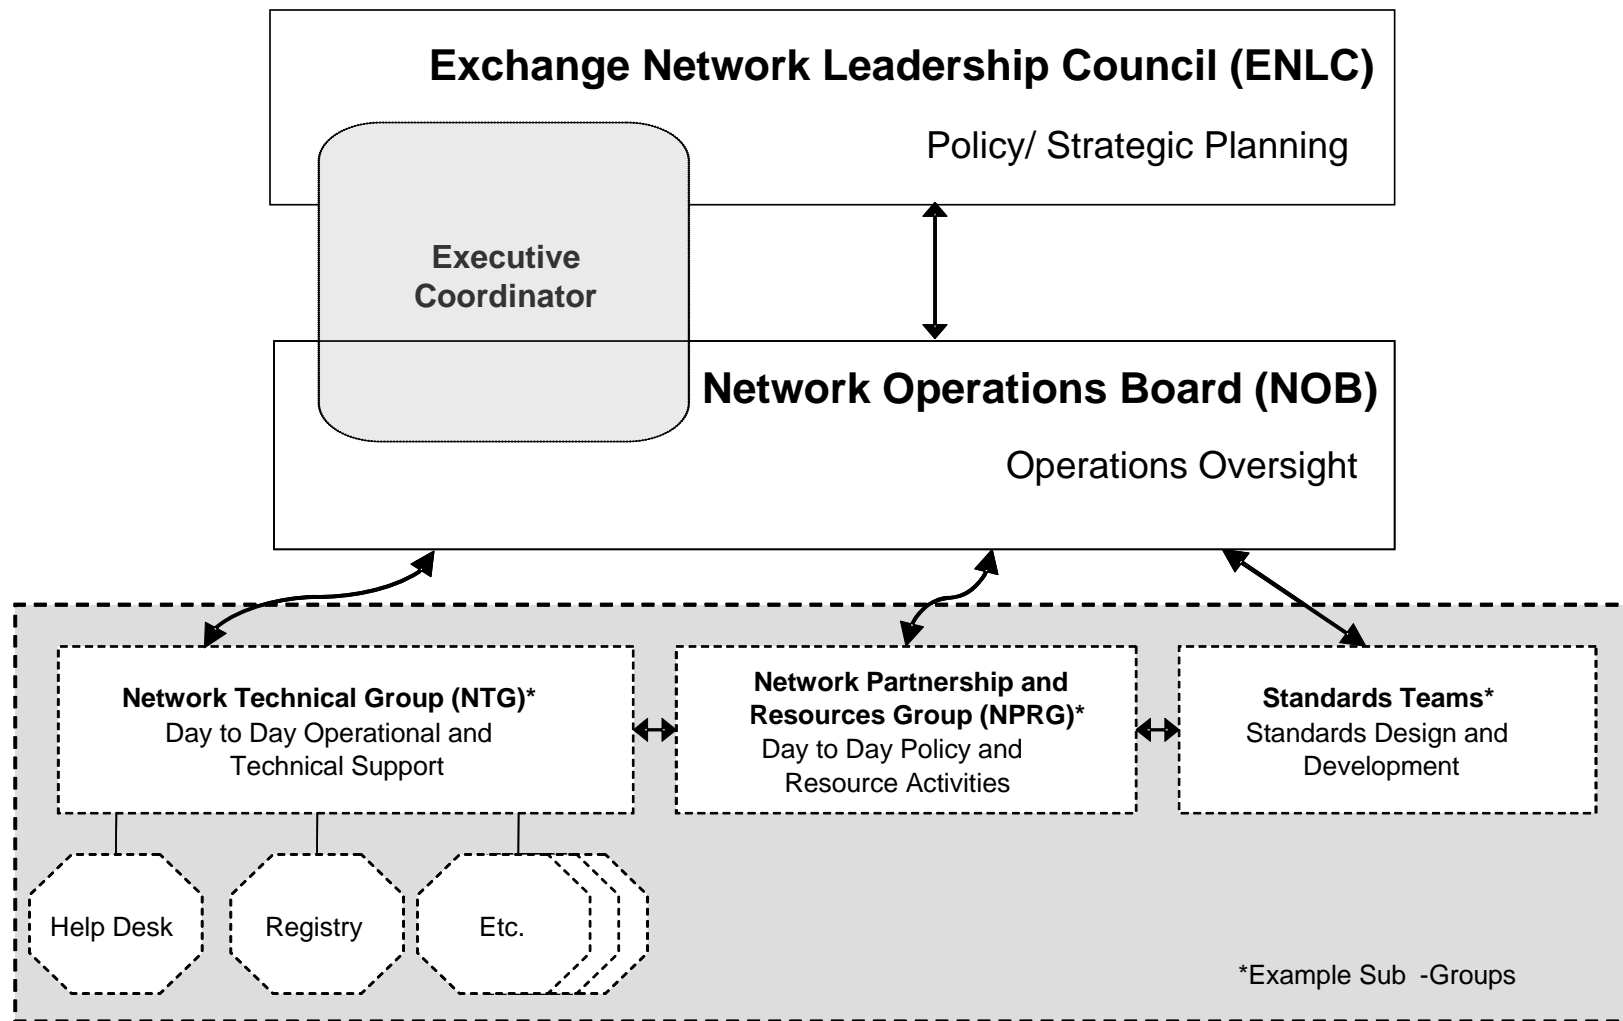 Exchange Network Leadership Council (ENLC)
Policy/ Strategic Planning
Executive
Coordinator
Network Operations Board (NOB)
Operations Oversight
Network Technical Group (NTG)*
Day to Day Operational and
Technical Support
Network Partnership and
Resources Group (NPRG)*
Day to Day Policy and
Resource Activities
Standards Teams*
Standards Design and
Development
Help Desk
Registry
Etc.
*Example Sub -Groups